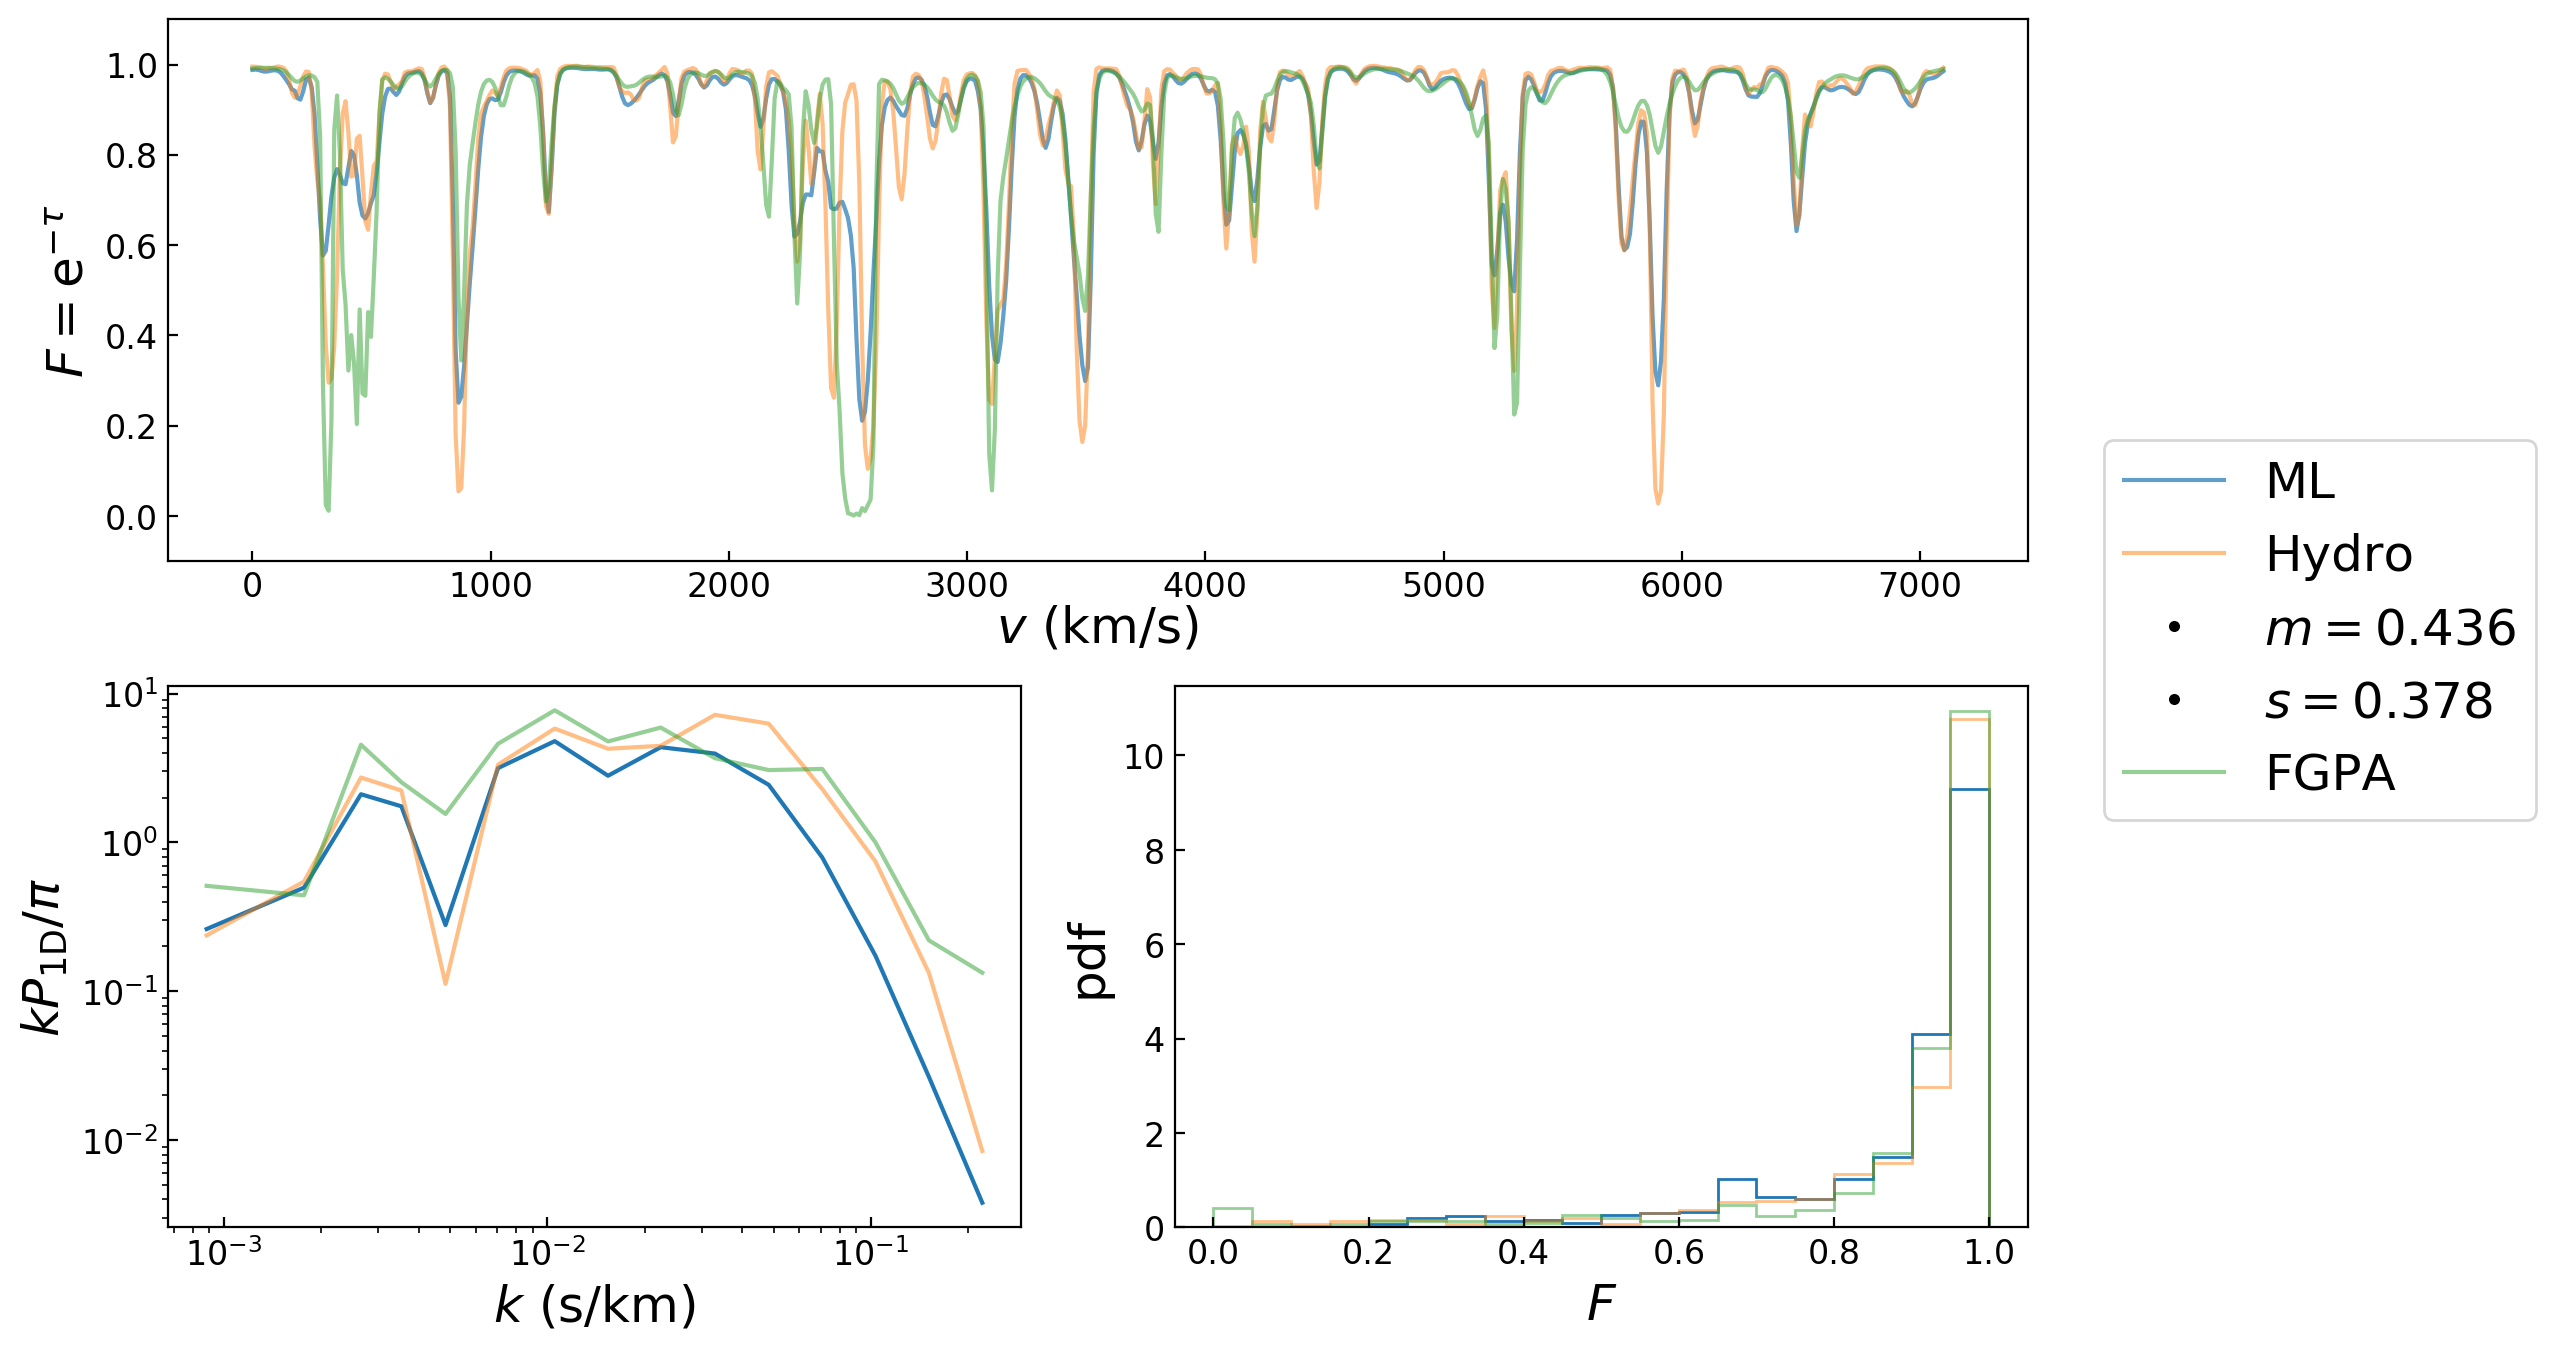 F = e⁻ᵗ
1.0
0.8
0.6
0.4
0.2
0.0
0 1000 2000 3000 4000 5000 6000 7000
v (km/s)
ML
Hydro
m = 0.436
s = 0.378
FGPA
kP₁D/π
10¹
10⁰
10⁻¹
10⁻²
10⁻³ 10⁻² 10⁻¹
k (s/km)
pdf
10
8
6
4
2
0
0.0 0.2 0.4 0.6 0.8 1.0
F